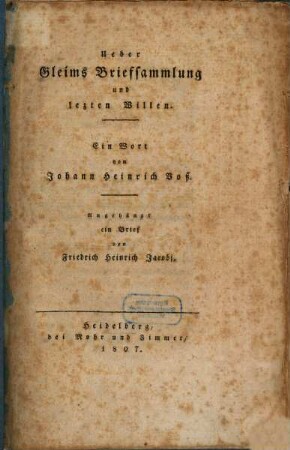 Ueber
Gleims Briefsammlung
und
lezten Willen.
Ein Wort
von
Johann Heinrich Voß.
Angehängt
ein Brief
von
Friedrich Heinrich Jacobi.
Heidelberg,
bei Mohr und Zimmer,
1807.